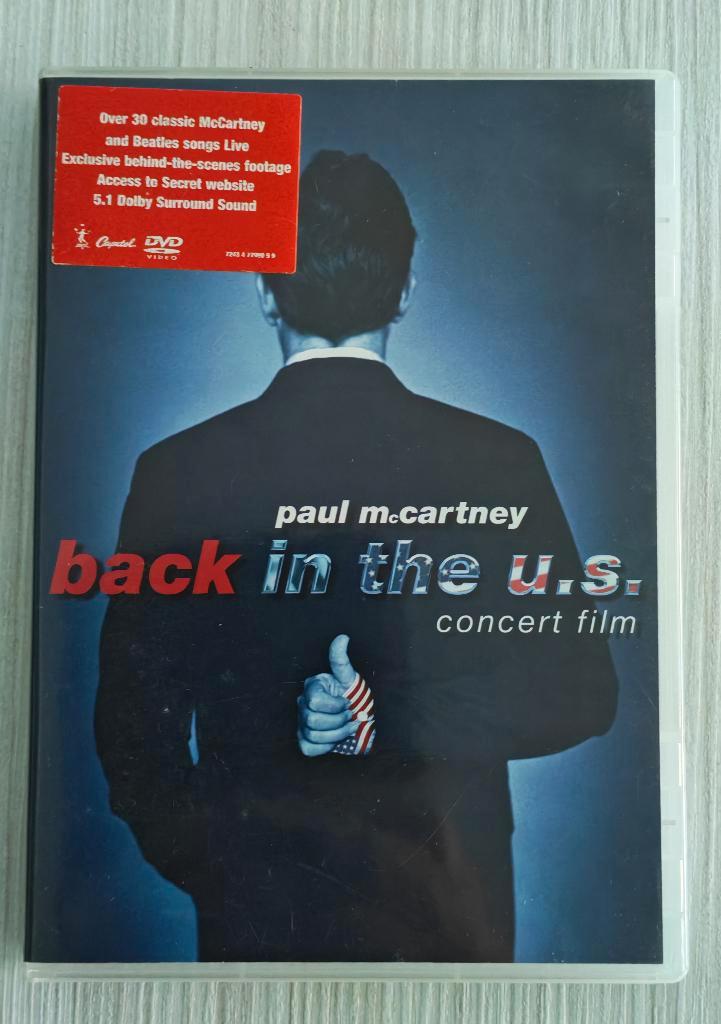 Over 30 classic McCartney
and Beatles songs Live
Exclusive behind-the-scenes footage
Access to Secret website
5.1 Dolby Surround Sound
Capitol. DVD
VIDEO
paul mccartney
back in the u.s.
concert film